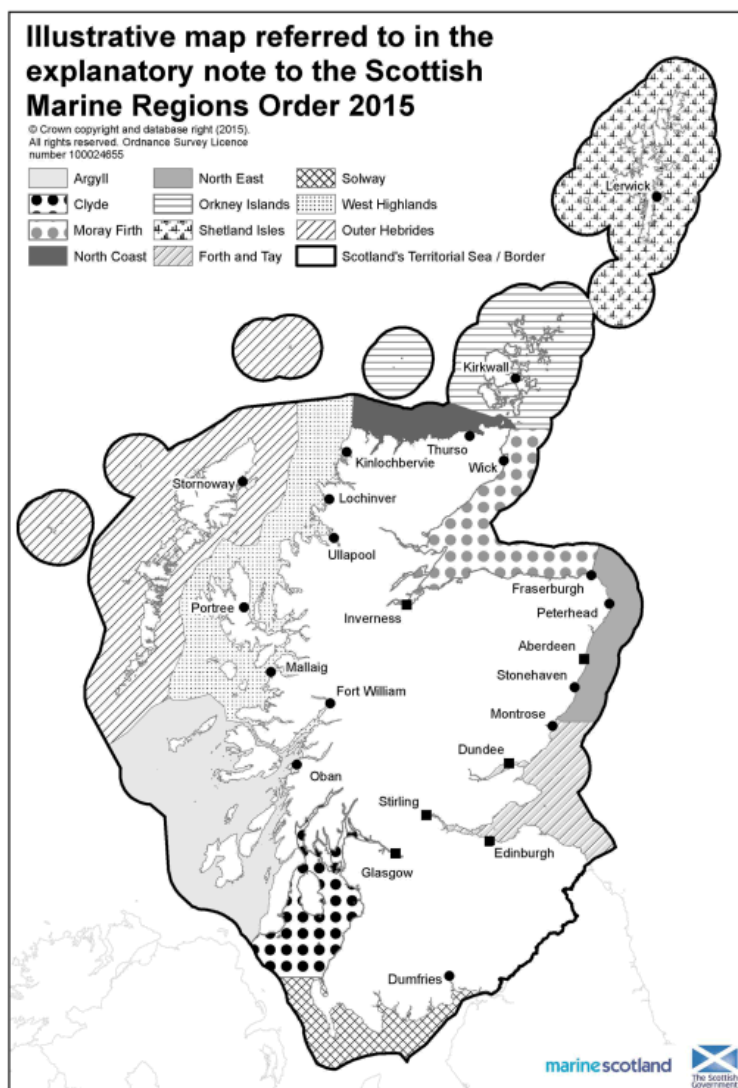 Illustrative map referred to in the
explanatory note to the Scottish
Marine Regions Order 2015
© Crown copyright and database right (2015).
All rights reserved. Ordnance Survey Licence
number 100024655
Argyll
North East
Solway
Clyde
Orkney Islands
West Highlands
Moray Firth
Shetland Isles
Outer Hebrides
North Coast
Forth and Tay
Scotland's Territorial Sea / Border
Lerwick
Kirkwall
Thurso
Kinlochbervie
Wick
Stornoway
Lochinver
Ullapool
Fraserburgh
Portree
Inverness
Peterhead
Aberdeen
Mallaig
Stonehaven
Fort William
Montrose
Dundee
Oban
Stirling
Edinburgh
Glasgow
Dumfries
marinescotland
The Scottish
Government